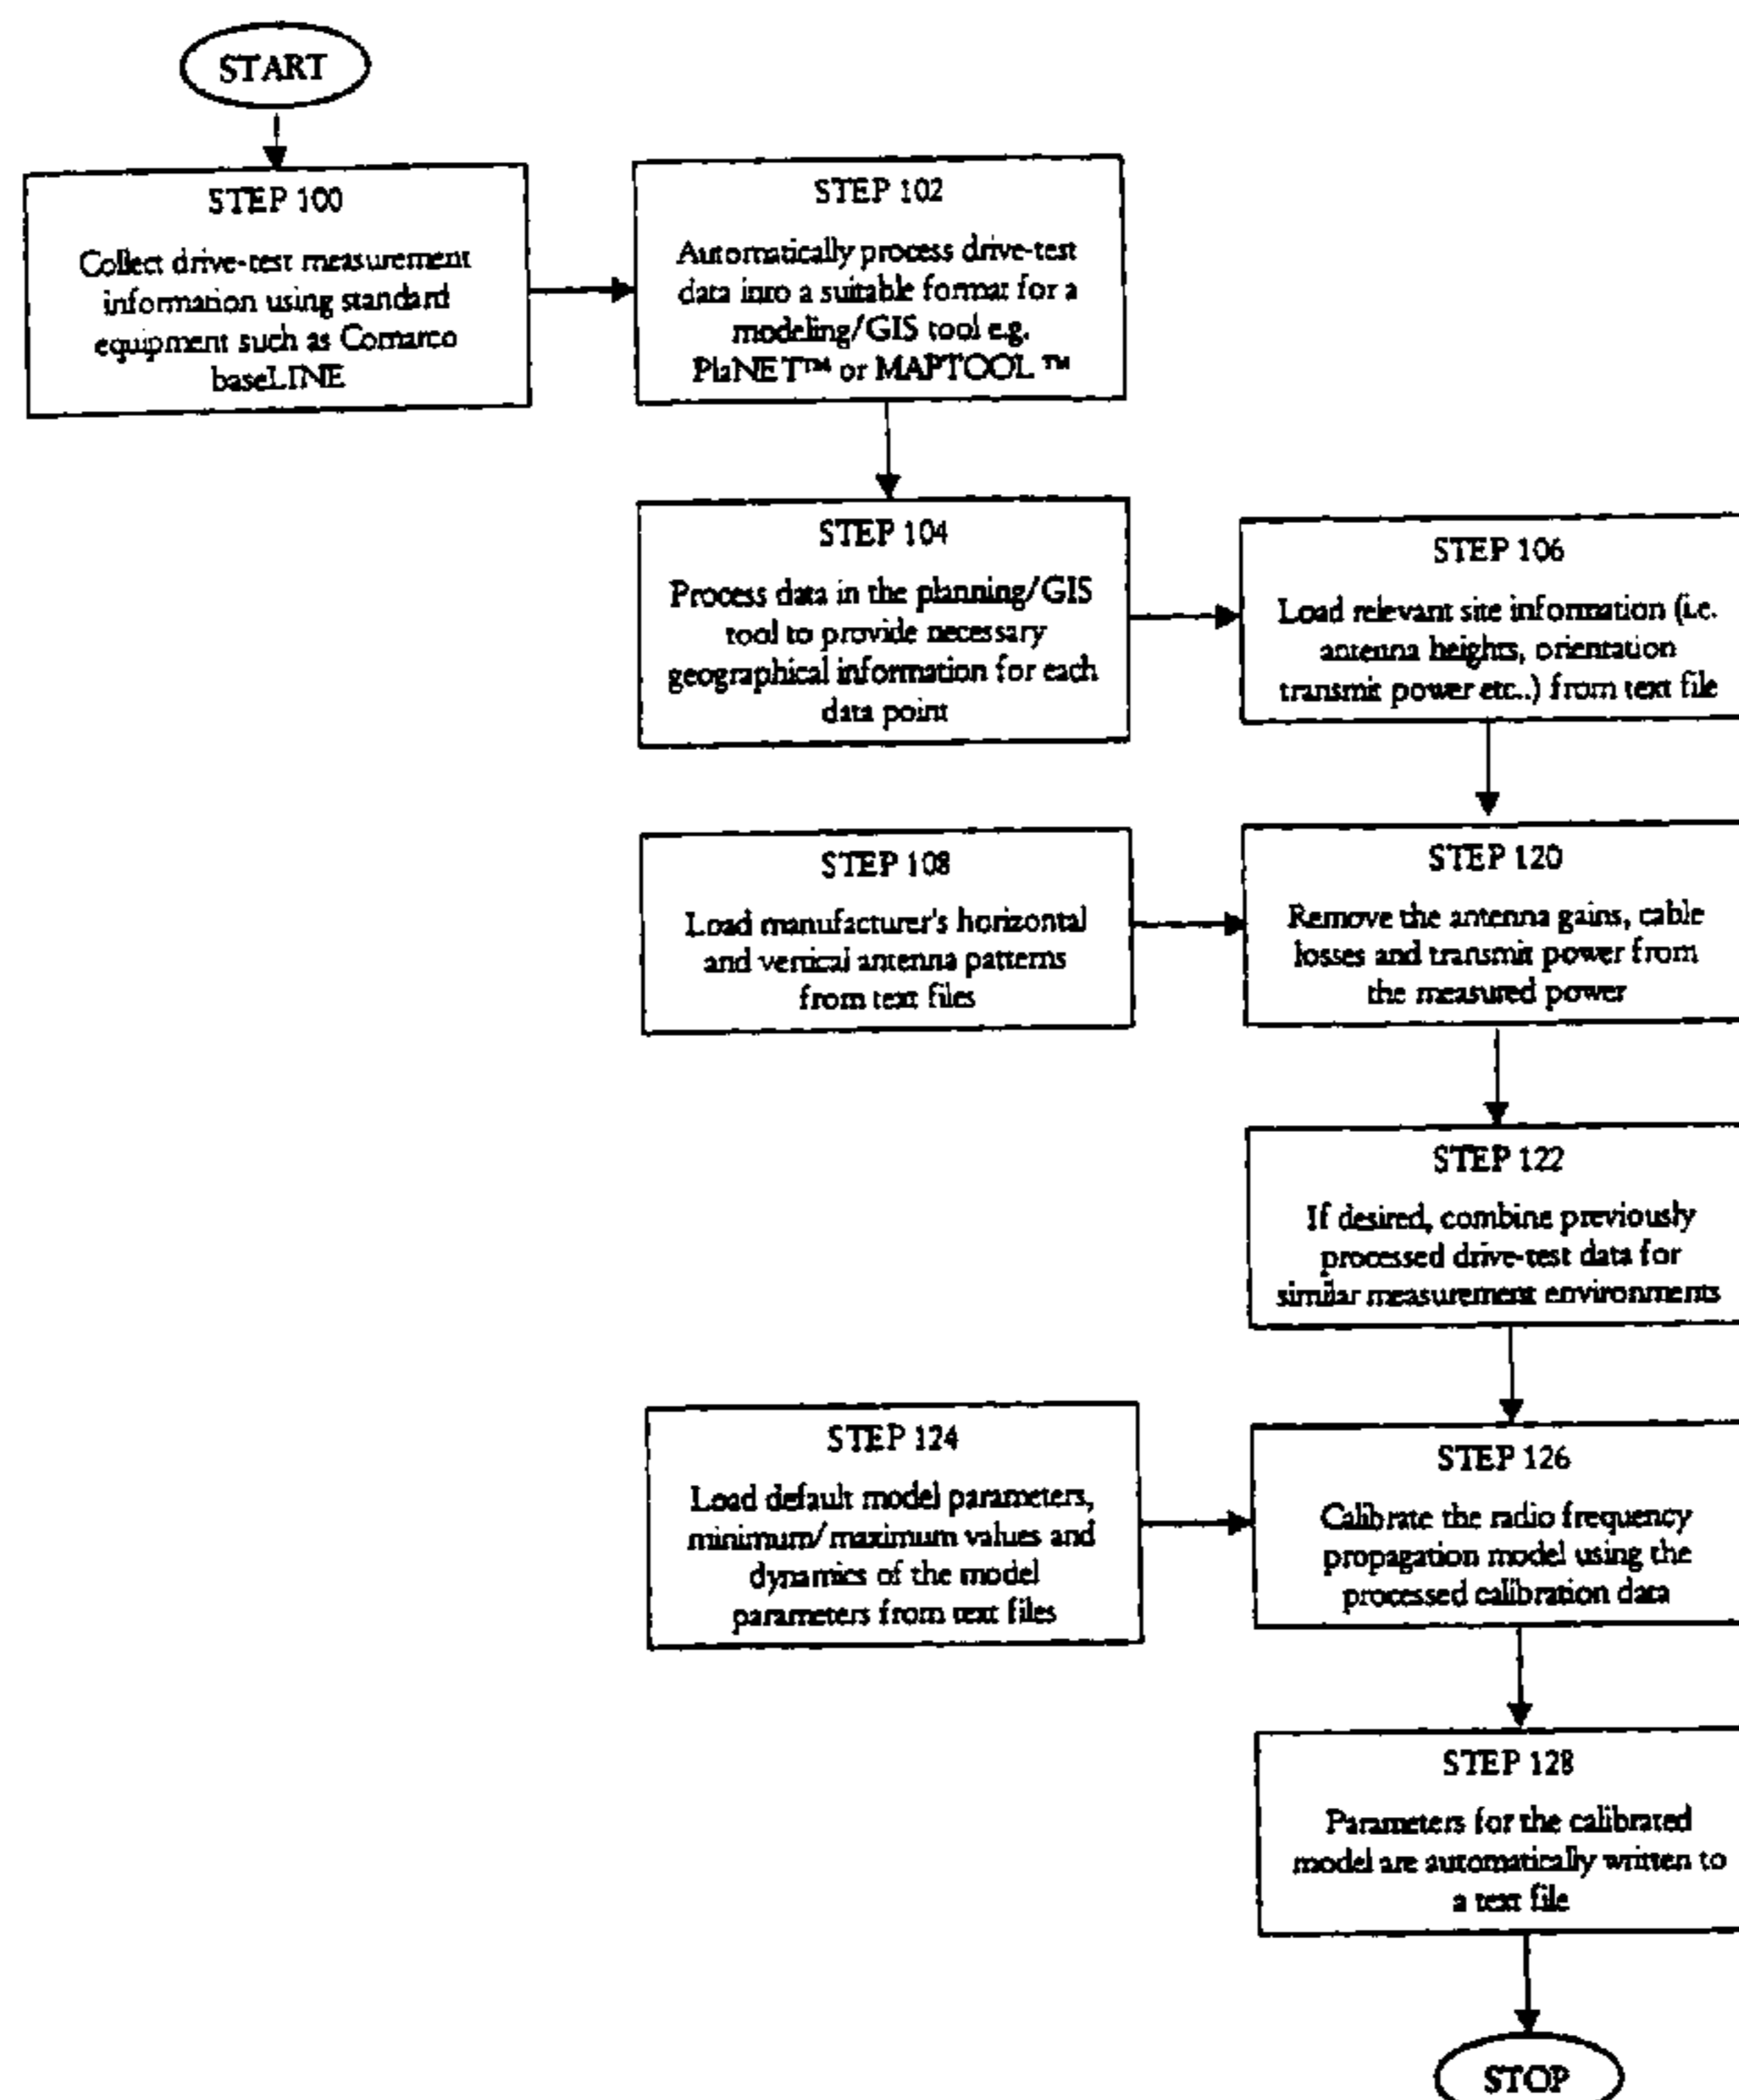 START
STEP 100
Collect drive-test measurement
information using standard
equipment such as Comarco
baseLINE
STEP 102
Automatically process drive-test
data into a suitable format for a
modeling/GIS tool e.g.
PlaNET™ or MAPTOOL ™
STEP 104
Process data in the planning/GIS
tool to provide necessary
geographical information for each
data point
STEP 106
Load relevant site information (i.e.
antenna heights, orientation
transmit power etc..) from text file
STEP 108
Load manufacturer's horizontal
and vertical antenna patterns
from text files
STEP 120
Remove the antenna gains, cable
losses and transmit power from
the measured power
STEP 122
If desired, combine previously
processed drive-test data for
similar measurement environments
STEP 124
Load default model parameters,
minimum/maximum values and
dynamics of the model
parameters from text files
STEP 126
Calibrate the radio frequency
propagation model using the
processed calibration data
STEP 128
Parameters for the calibrated
model are automatically written to
a text file
STOP